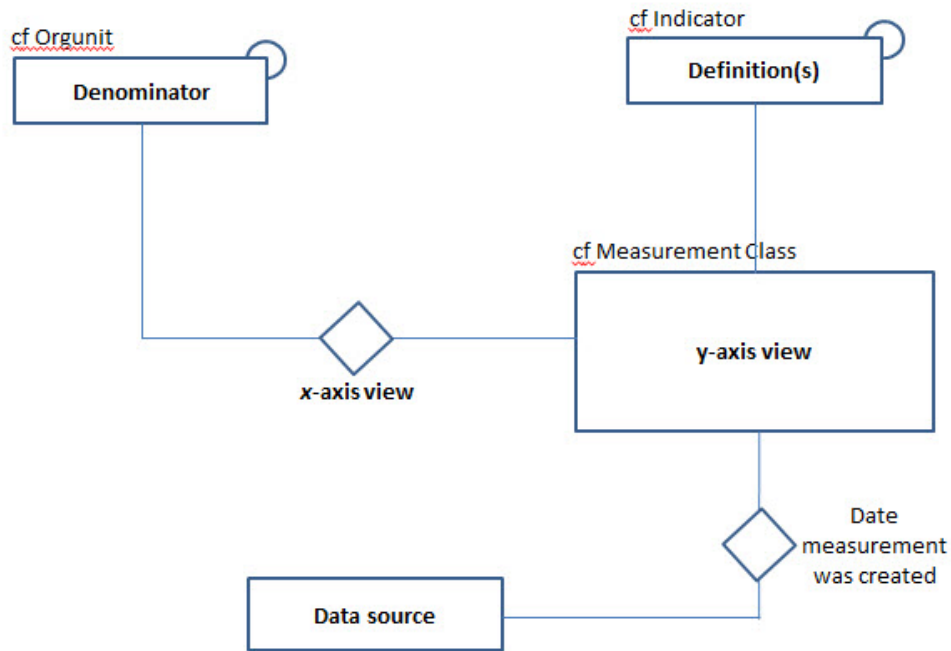 cf Orgunit
Denominator
cf Indicator
Definition(s)
cf Measurement Class
y-axis view
x-axis view
Date
measurement
was created
Data source